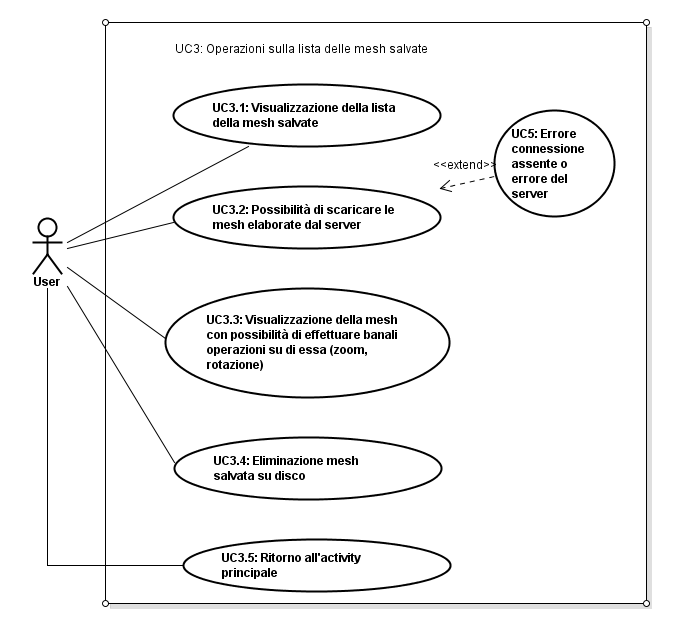 UC3: Operazioni sulla lista delle mesh salvate
UC3.1: Visualizzazione della lista
della mesh salvate
UC5: Errore
connessione
assente o
errore del
server
<<extend>>
UC3.2: Possibilità di scaricare le
mesh elaborate dal server
User
UC3.3: Visualizzazione della mesh
con possibilità di effettuare banali
operazioni su di essa (zoom,
rotazione)
UC3.4: Eliminazione mesh
salvata su disco
UC3.5: Ritorno all'activity
principale